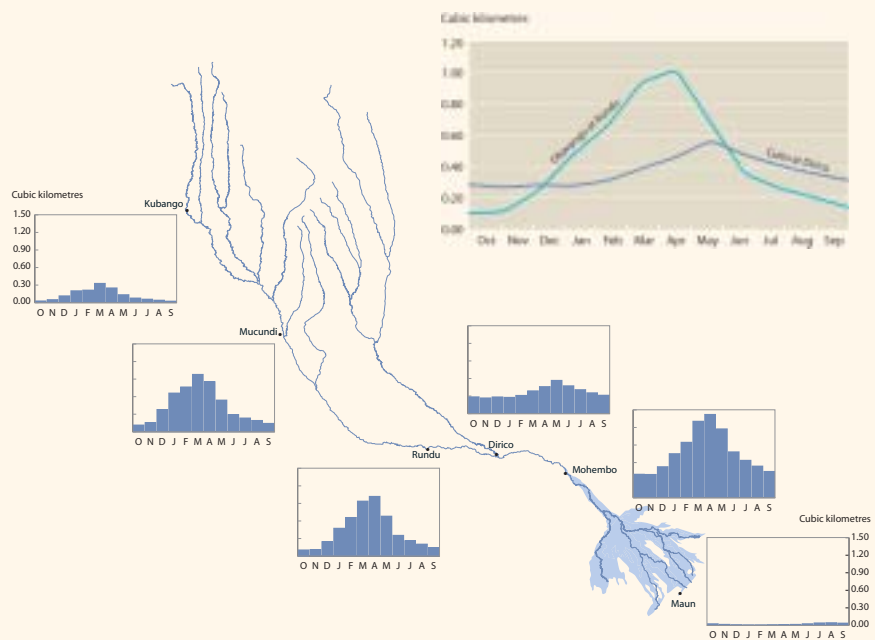 Cubic kilometres
1.20
1.00
0.80
0.60
0.40
0.20
0.00
Oct Nov Dec Jan Feb Mar Apr May Jun Jul Aug Sep
Okavango at Rundu
Cuito at Dirico
Kubango
Cubic kilometres
1.50
1.20
0.90
0.60
0.30
0.00
O N D J F M A M J J A S
Mucundi
O N D J F M A M J J A S
O N D J F M A M J J A S
Rundu
Dirico
O N D J F M A M J J A S
Mohembo
O N D J F M A M J J A S
Maun
Cubic kilometres
1.50
1.20
0.90
0.60
0.30
0.00
O N D J F M A M J J A S